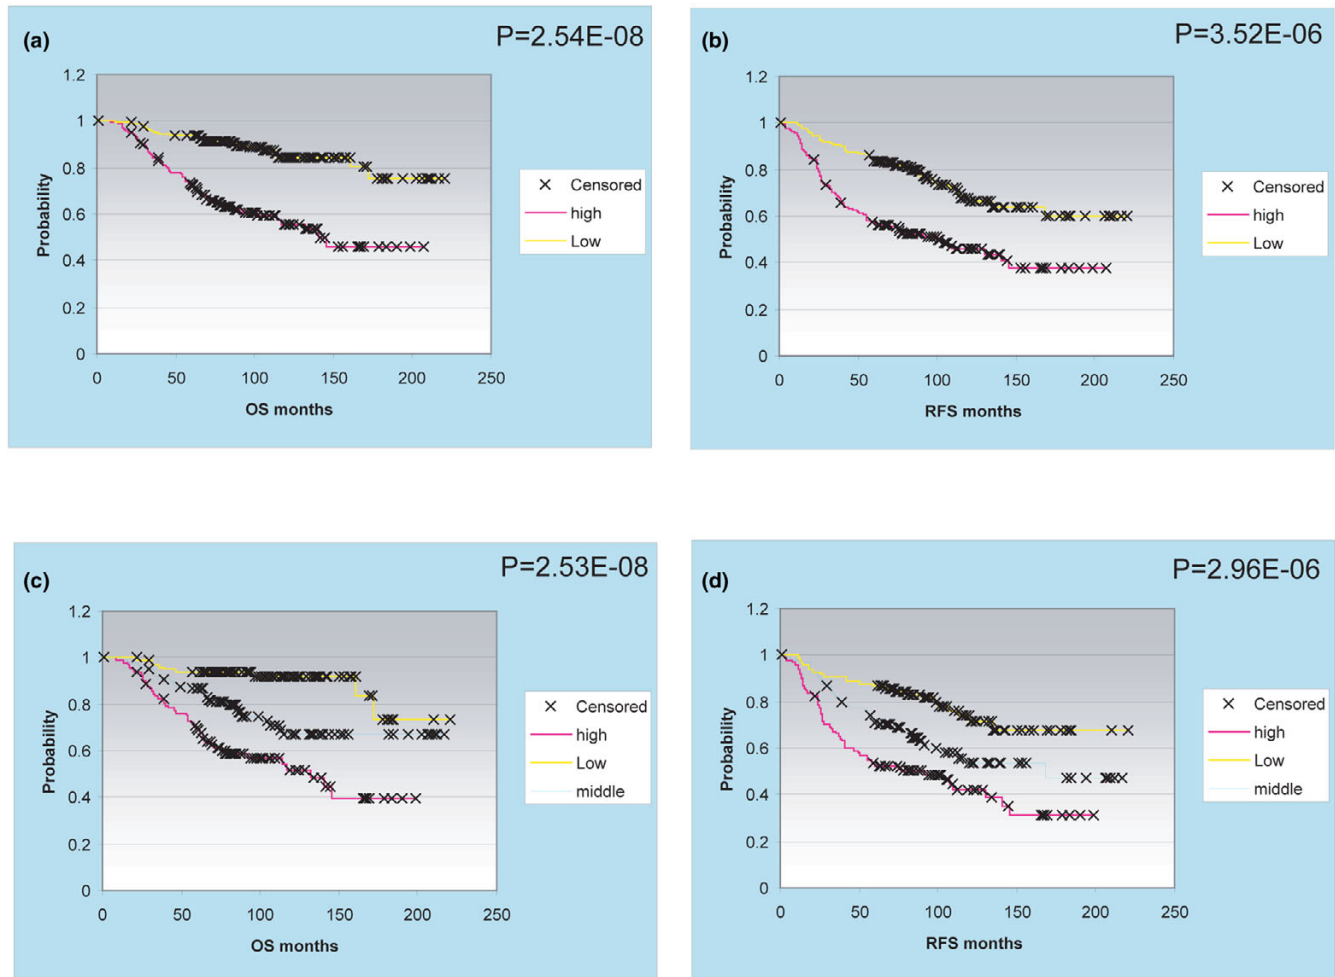 (a)
P=2.54E-08
1.2
1
0.8
0.6
0.4
0.2
0
Probability
0 50 100 150 200 250
OS months
Censored
high
Low
(b)
P=3.52E-06
1.2
1
0.8
0.6
0.4
0.2
0
Probability
0 50 100 150 200 250
RFS months
Censored
high
Low
(c)
P=2.53E-08
1.2
1
0.8
0.6
0.4
0.2
0
Probability
0 50 100 150 200 250
OS months
Censored
high
Low
middle
(d)
P=2.96E-06
1.2
1
0.8
0.6
0.4
0.2
0
Probability
0 50 100 150 200 250
RFS months
Censored
high
Low
middle